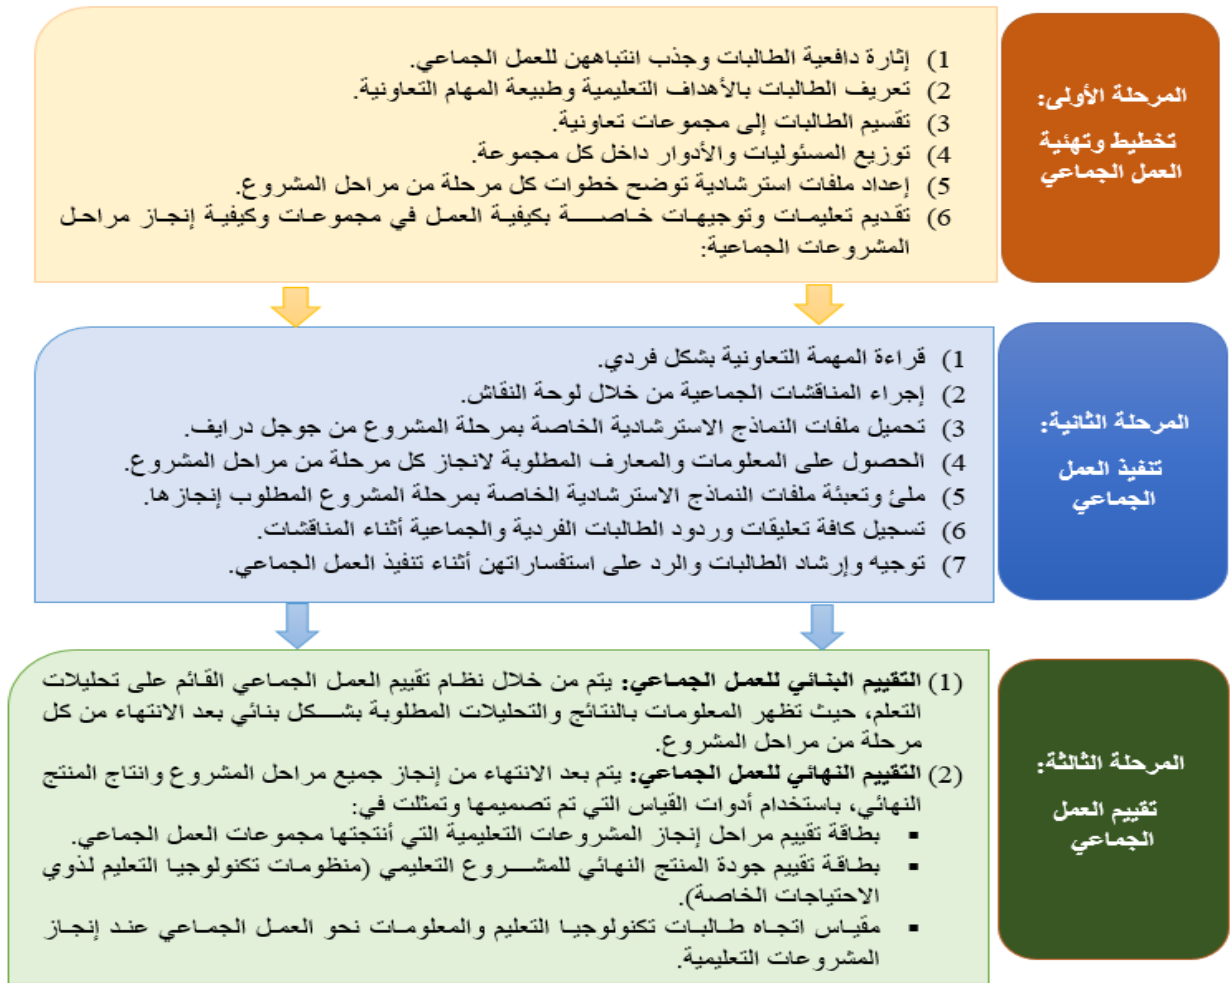 المرحلة الأولى:
تخطيط وتهئية
العمل الجماعي
1) إثارة دافعية الطالبات وجذب انتباههن للعمل الجماعي.
2) تعريف الطالبات بالأهداف التعليمية وطبيعة المهام التعاونية.
3) تقسيم الطالبات إلى مجموعات تعاونية.
4) توزيع المسئوليات والأدوار داخل كل مجموعة.
5) إعداد ملفات استرشادية توضح خطوات كل مرحلة من مراحل المشروع.
6) تقديم تعليمات وتوجيهات خاصة بكيفية العمل في مجموعات وكيفية إنجاز مراحل
المشروعات الجماعية:
المرحلة الثانية:
تنفيذ العمل
الجماعي
1) قراءة المهمة التعاونية بشكل فردي.
2) إجراء المناقشات الجماعية من خلال لوحة النقاش.
3) تحميل ملفات النماذج الاسترشادية الخاصة بمرحلة المشروع من جوجل درايف.
4) الحصول على المعلومات والمعارف المطلوبة لانجاز كل مرحلة من مراحل المشروع.
5) ملئ وتعبئة ملفات النماذج الاسترشادية الخاصة بمرحلة المشروع المطلوب إنجازها.
6) تسجيل كافة تعليقات وردود الطالبات الفردية والجماعية أثناء المناقشات.
7) توجيه وإرشاد الطالبات والرد على استفساراتهن أثناء تنفيذ العمل الجماعي.
المرحلة الثالثة:
تقييم العمل
الجماعي
(1) التقييم البنائي للعمل الجماعي: يتم من خلال نظام تقييم العمل الجماعي القائم على تحليلات
التعلم، حيث تظهر المعلومات بالنتائج والتحليلات المطلوبة بشكل بنائي بعد الانتهاء من كل
مرحلة من مراحل المشروع.
(2) التقييم النهائي للعمل الجماعي: يتم بعد الانتهاء من إنجاز جميع مراحل المشروع وانتاج المنتج
النهائي، باستخدام أدوات القياس التي تم تصميمها وتمثلت في:
▪ بطاقة تقييم مراحل إنجاز المشروعات التعليمية التي أنتجتها مجموعات العمل الجماعي.
▪ بطاقة تقييم جودة المنتج النهائي للمشروع التعليمي (منظومات تكنولوجيا التعليم لذوي
الاحتياجات الخاصة).
▪ مقياس اتجاه طالبات تكنولوجيا التعليم والمعلومات نحو العمل الجماعي عند إنجاز
المشروعات التعليمية.